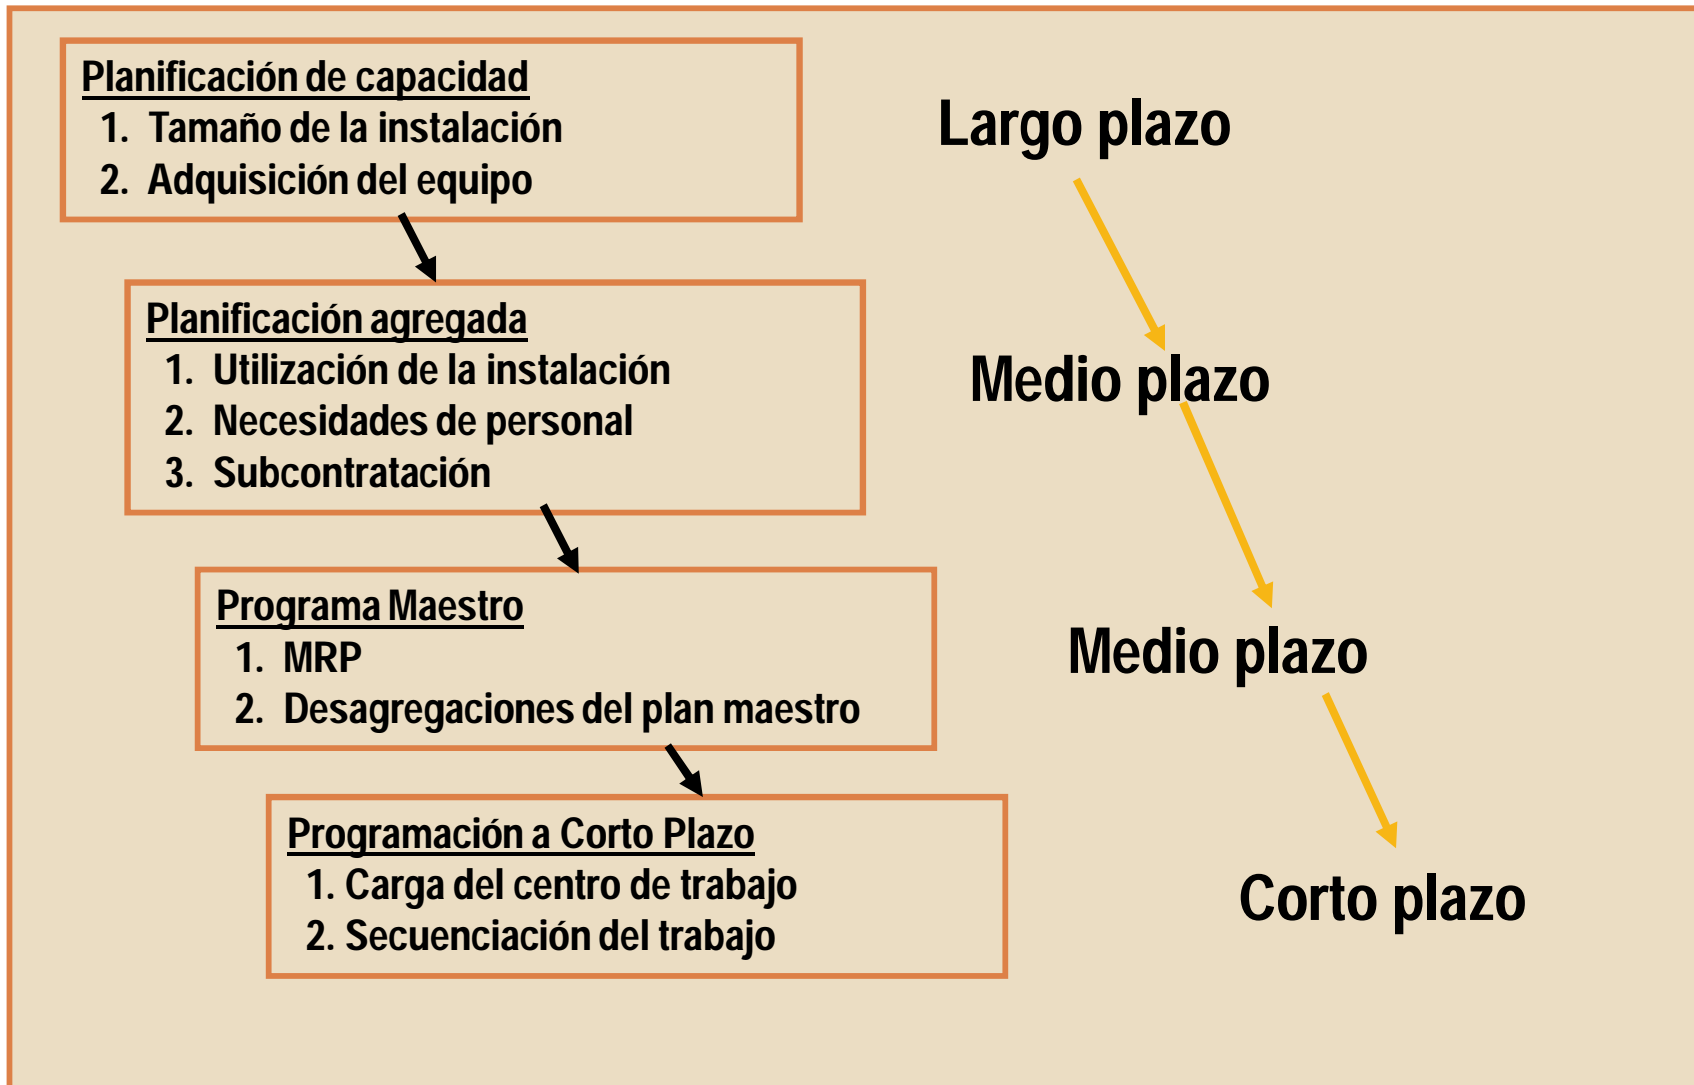 Planificación de capacidad
1. Tamaño de la instalación
2. Adquisición del equipo
Largo plazo
Planificación agregada
1. Utilización de la instalación
2. Necesidades de personal
3. Subcontratación
Medio plazo
Programa Maestro
1. MRP
2. Desagregaciones del plan maestro
Medio plazo
Programación a Corto Plazo
1. Carga del centro de trabajo
2. Secuenciación del trabajo
Corto plazo